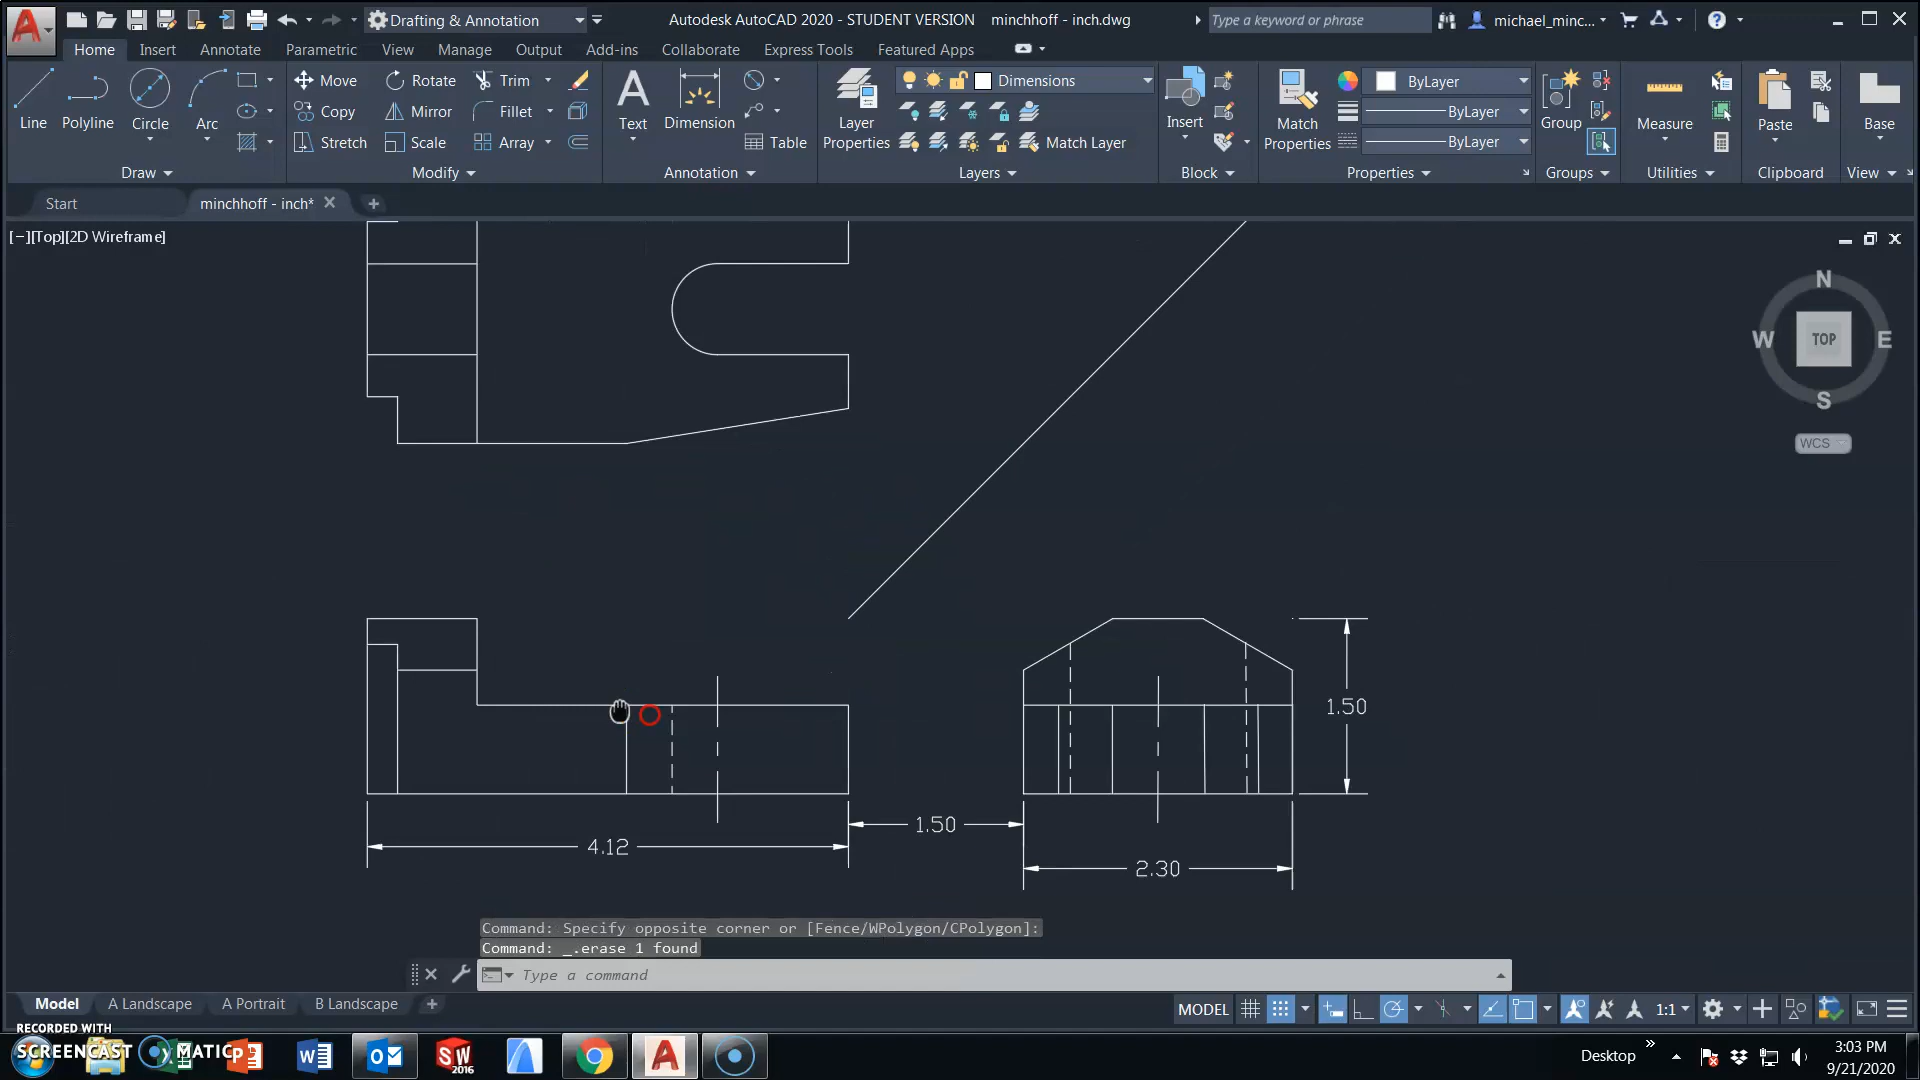 Drafting & Annotation
Autodesk AutoCAD 2020 - STUDENT VERSION minchhoff - inch.dwg
Type a keyword or phrase
michael_minc...
Home Insert Annotate Parametric View Manage Output Add-ins Collaborate Express Tools Featured Apps
Line
Polyline
Circle
Arc
Draw
Move
Rotate
Trim
Copy
Mirror
Fillet
Stretch
Scale
Array
Modify
Text
Dimension
Table
Annotation
Layer
Properties
Dimensions
Match Layer
Layers
Insert
Block
Match
Properties
ByLayer
ByLayer
ByLayer
Properties
Group
Groups
Measure
Utilities
Paste
Clipboard
Base
View
Start
minchhoff - inch*
[−][Top][2D Wireframe]
N
W
TOP
E
S
WCS
1.50
1.50
4.12
2.30
Command: Specify opposite corner or [Fence/WPolygon/CPolygon]:
Command: _.erase 1 found
Type a command
Model A Landscape A Portrait B Landscape
MODEL
1:1
RECORDED WITH
SCREENCAST MATIC
SW
2016
Desktop
3:03 PM
9/21/2020